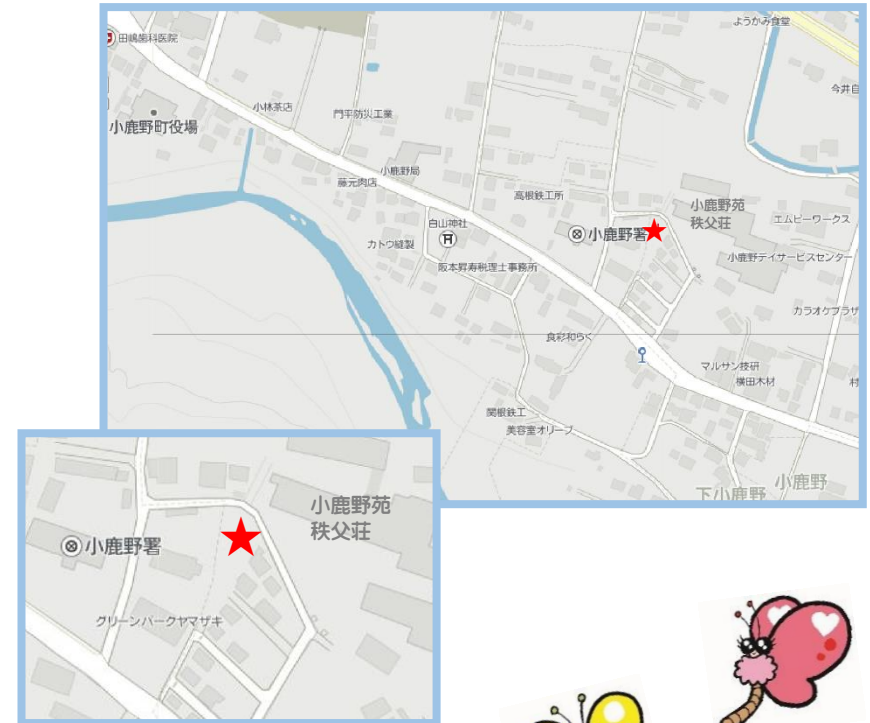 ようかみ食堂
田嶋歯科医院
今井自
小鹿野町役場
小林茶店
門平防災工業
小鹿野局
藤元肉店
高根鉄工所
小鹿野苑
秩父荘
白山神社
カトウ縫製
小鹿野署
エムビーワークス
阪本昇寿税理士事務所
小鹿野デイサービスセンター
カラオケプラザ
食彩和らく
マルサン技研
横田木材
村
関根鉄工
美容室オリーブ
下小鹿野
小鹿野
小鹿野苑
秩父荘
小鹿野署
グリーンパークヤマザキ